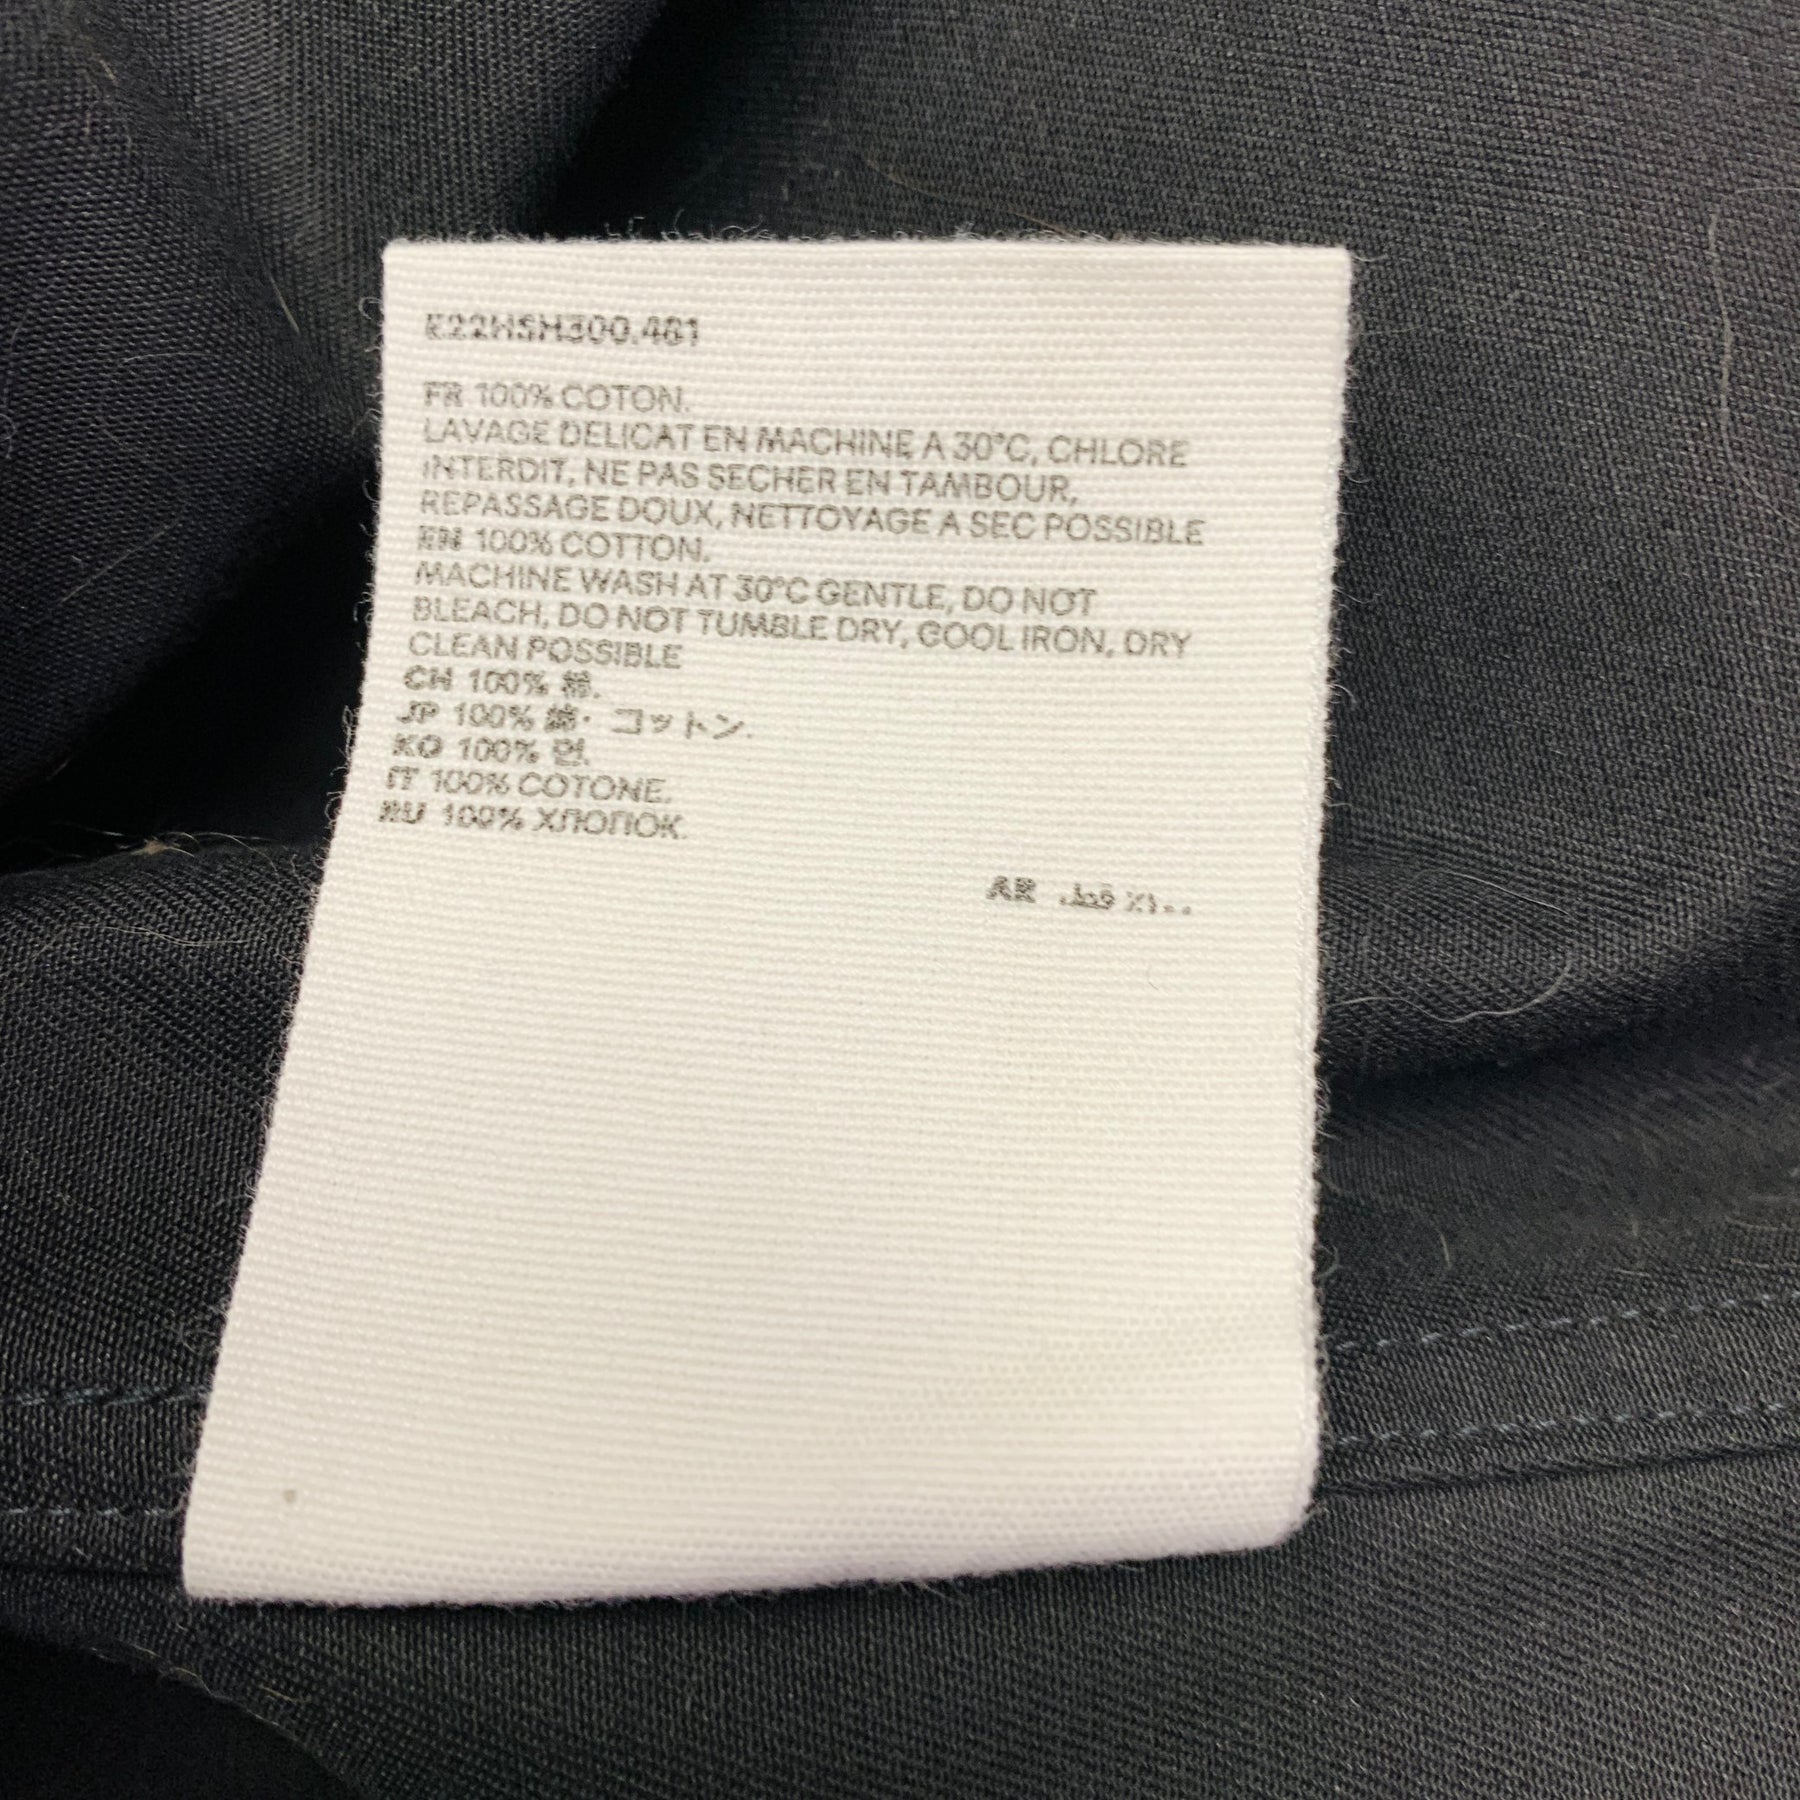 E22HSH300.481
FR 100% COTON.
LAVAGE DELICAT EN MACHINE A 30°C, CHLORE
INTERDIT, NE PAS SECHER EN TAMBOUR,
REPASSAGE DOUX, NETTOYAGE A SEC POSSIBLE
EN 100% COTTON.
MACHINE WASH AT 30°C GENTLE, DO NOT
BLEACH, DO NOT TUMBLE DRY, COOL IRON, DRY
CLEAN POSSIBLE
CH 100% 棉.
JP 100% 綿・コットン.
KO 100% 면.
IT 100% COTONE.
RU 100% ХЛОПОК.
AR .قطن ٪١٠٠